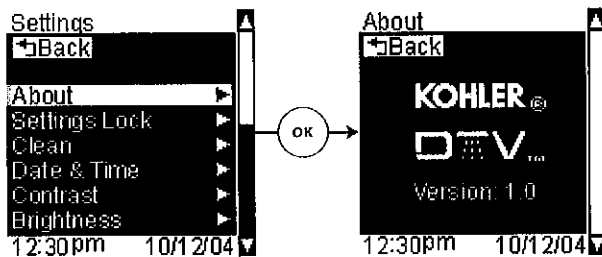 Settings
Back
About
Settings Lock
Clean
Date & Time
Contrast
Brightness
12:30pm 10/12/04
OK
About
Back
KOHLER ®
DTV™
Version: 1.0
12:30pm 10/12/04